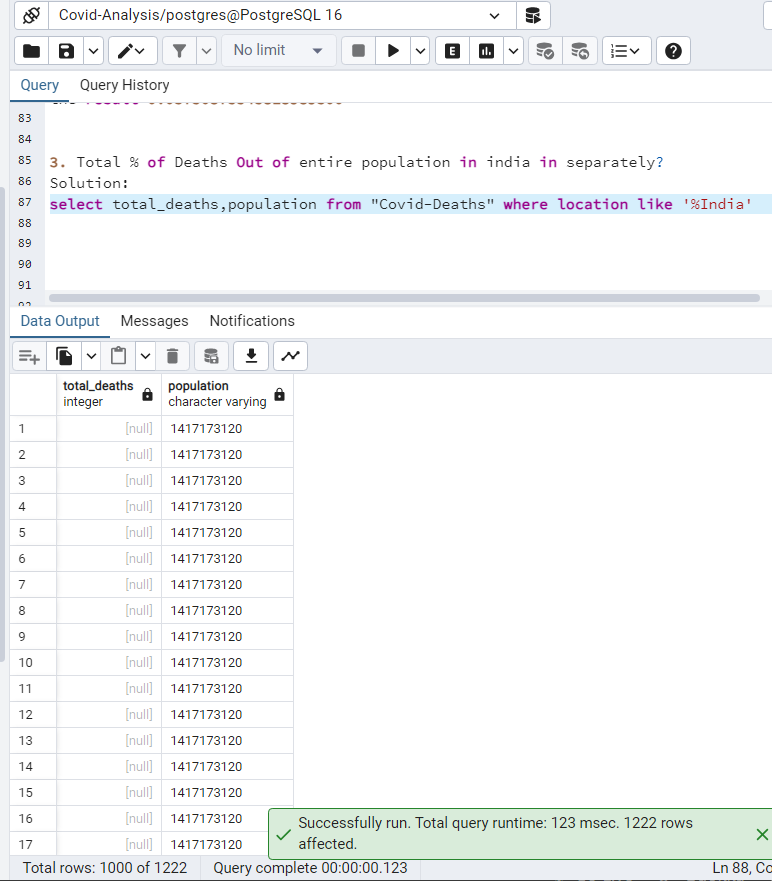 Covid-Analysis/postgres@PostgreSQL 16
No limit
E
Query Query History
83
84
85 3. Total % of Deaths Out of entire population in india in separately?
86 Solution:
87 select total_deaths,population from "Covid-Deaths" where location like '%India'
88
89
90
91
Data Output Messages Notifications
total_deaths population
integer character varying
1 [null] 1417173120
2 [null] 1417173120
3 [null] 1417173120
4 [null] 1417173120
5 [null] 1417173120
6 [null] 1417173120
7 [null] 1417173120
8 [null] 1417173120
9 [null] 1417173120
10 [null] 1417173120
11 [null] 1417173120
12 [null] 1417173120
13 [null] 1417173120
14 [null] 1417173120
15 [null] 1417173120
16 [null] 1417173120
17 [null] 1417173120
Successfully run. Total query runtime: 123 msec. 1222 rows
affected.
Total rows: 1000 of 1222 Query complete 00:00:00.123 Ln 88, Co